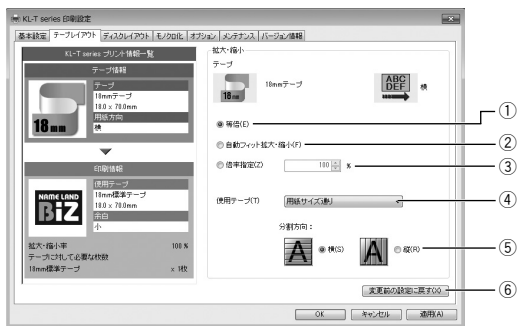 KL-T series 印刷設定
基本設定 テープレイアウト ディスクレイアウト モノクロ化 オプション メンテナンス バージョン情報
KL-T series プリント情報一覧
テープ情報
18mm
テープ
18mmテープ
18.0 x 70.0mm
用紙方向
横
印刷情報
NAME LAND
BiZ
使用テープ
18mm標準テープ
18.0 x 70.0mm
余白
小
拡大・縮小率 100 %
テープに対して必要な枚数
18mm標準テープ x 1枚
拡大・縮小
テープ
18mm
18mmテープ
ABC
DEF
横
等倍(E)
自動フィット拡大・縮小(F)
倍率指定(Z) 100 %
使用テープ(T) 用紙サイズ通り
分割方向：
A 横(S) A 縦(R)
変更前の設定に戻す(X)
OK キャンセル 適用(A)
①
②
③
④
⑤
⑥